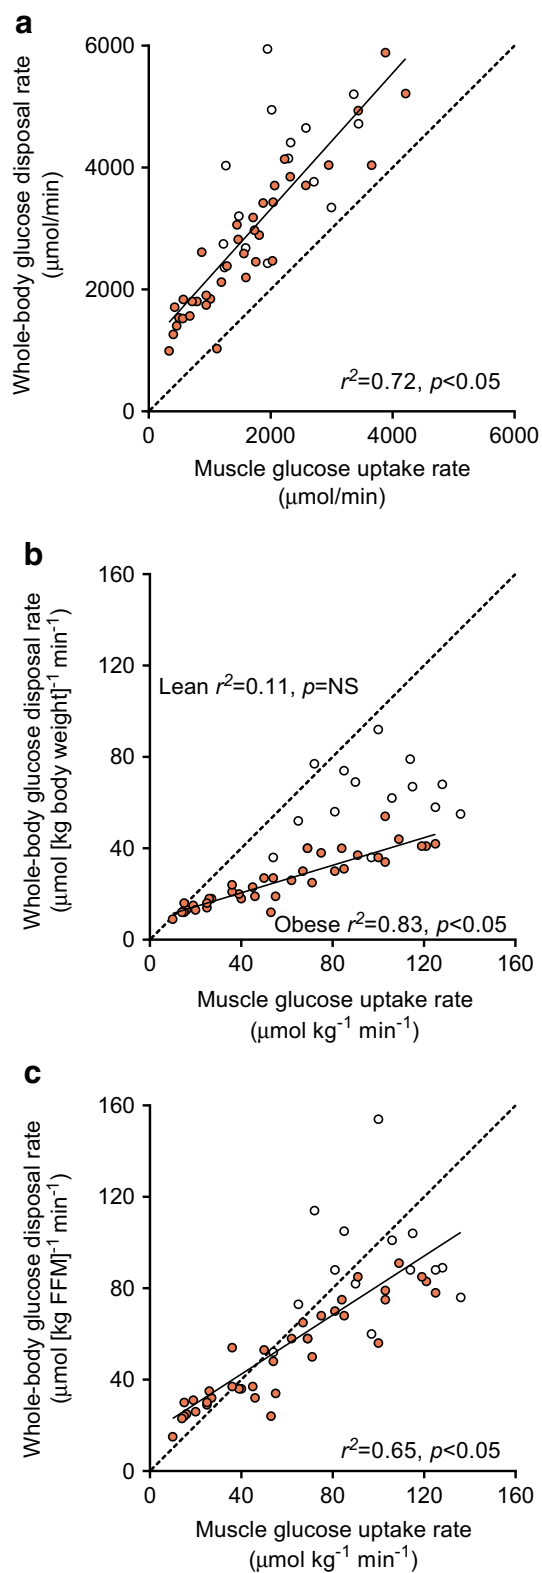 a
Whole-body glucose disposal rate
(μmol/min)
6000
4000
2000
0
r²=0.72, p<0.05
0 2000 4000 6000
Muscle glucose uptake rate
(μmol/min)
b
Whole-body glucose disposal rate
(μmol [kg body weight]⁻¹ min⁻¹)
160
120
Lean r²=0.11, p=NS
80
40
Obese r²=0.83, p<0.05
0
0 40 80 120 160
Muscle glucose uptake rate
(μmol kg⁻¹ min⁻¹)
c
Whole-body glucose disposal rate
(μmol [kg FFM]⁻¹ min⁻¹)
160
120
80
40
r²=0.65, p<0.05
0
0 40 80 120 160
Muscle glucose uptake rate
(μmol kg⁻¹ min⁻¹)